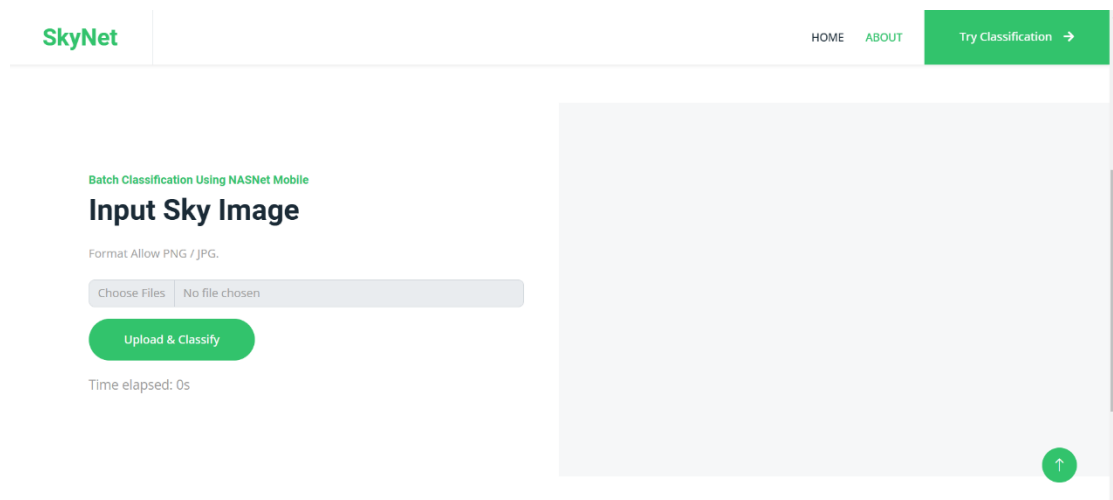 SkyNet
HOME ABOUT Try Classification
Batch Classification Using NASNet Mobile
Input Sky Image
Format Allow PNG / JPG.
Choose Files No file chosen
Upload & Classify
Time elapsed: 0s